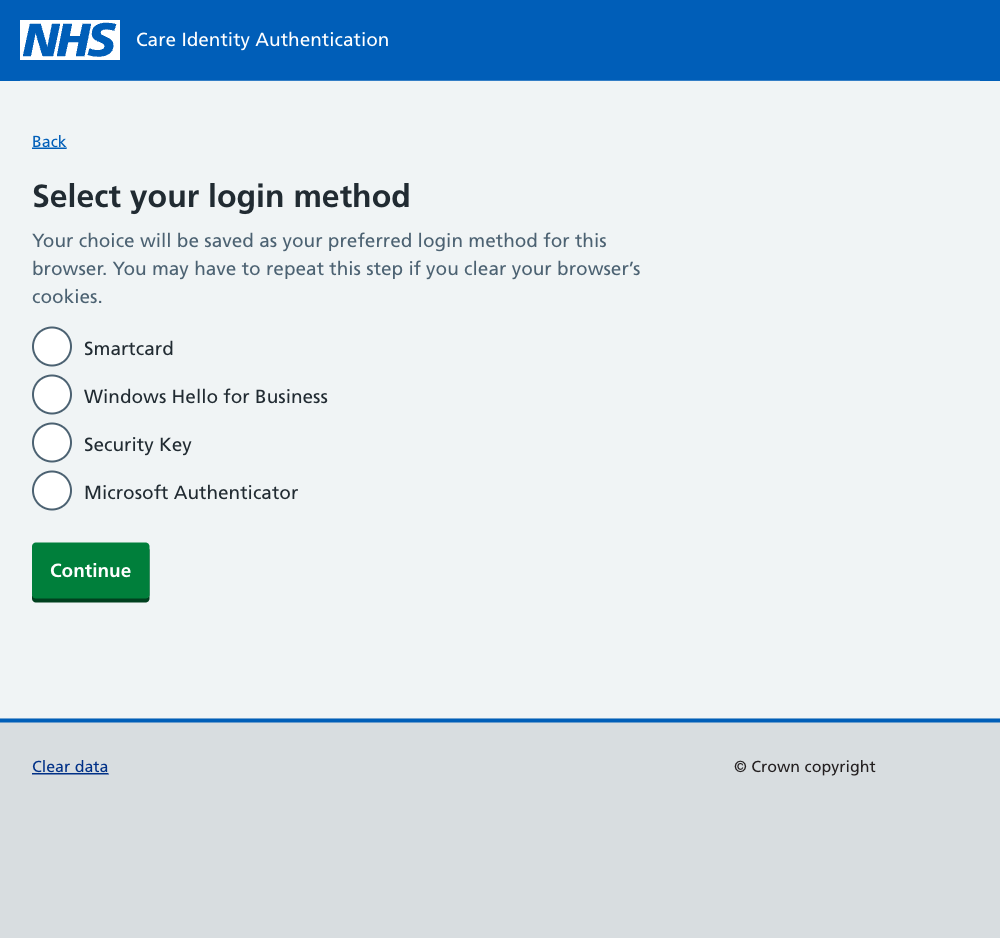 NHS Care Identity Authentication
Back
Select your login method
Your choice will be saved as your preferred login method for this
browser. You may have to repeat this step if you clear your browser’s
cookies.
Smartcard
Windows Hello for Business
Security Key
Microsoft Authenticator
Continue
Clear data
© Crown copyright